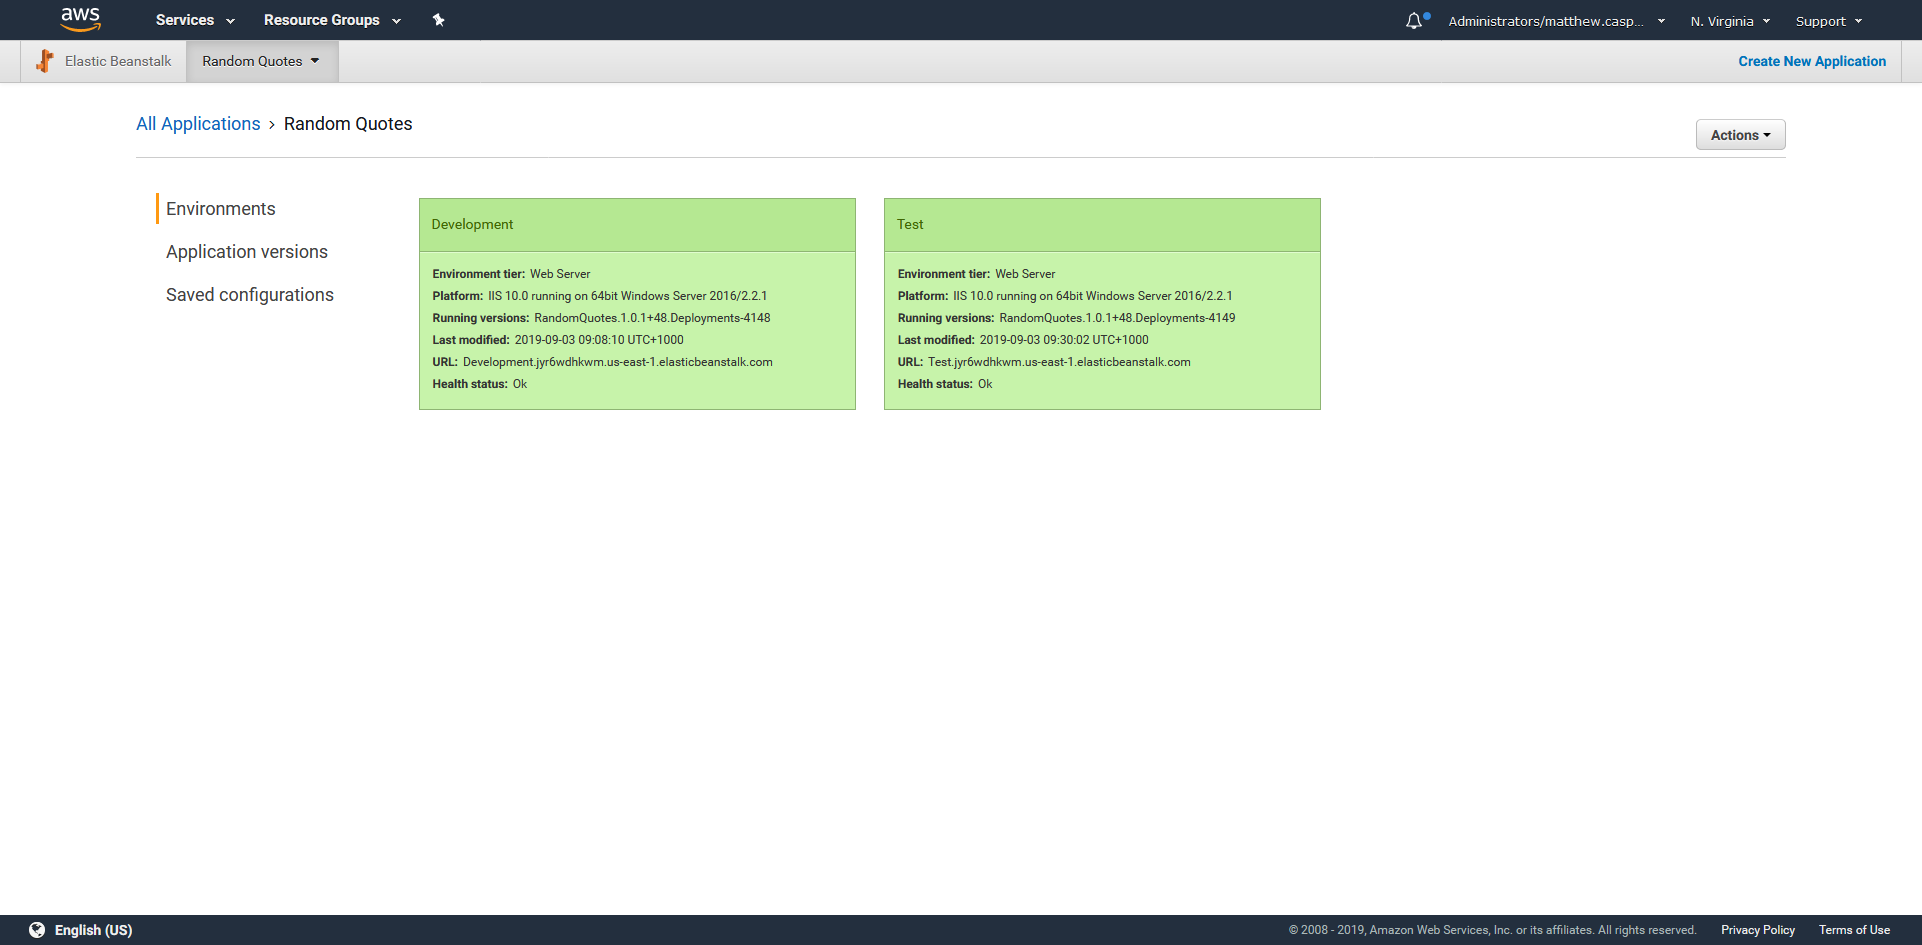 aws Services Resource Groups Administrators/matthew.casp... N. Virginia Support
Elastic Beanstalk Random Quotes Create New Application
All Applications › Random Quotes
Actions
Environments
Application versions
Saved configurations
Development
Environment tier: Web Server
Platform: IIS 10.0 running on 64bit Windows Server 2016/2.2.1
Running versions: RandomQuotes.1.0.1+48.Deployments-4148
Last modified: 2019-09-03 09:08:10 UTC+1000
URL: Development.jyr6wdhkwm.us-east-1.elasticbeanstalk.com
Health status: Ok
Test
Environment tier: Web Server
Platform: IIS 10.0 running on 64bit Windows Server 2016/2.2.1
Running versions: RandomQuotes.1.0.1+48.Deployments-4149
Last modified: 2019-09-03 09:30:02 UTC+1000
URL: Test.jyr6wdhkwm.us-east-1.elasticbeanstalk.com
Health status: Ok
English (US) © 2008 - 2019, Amazon Web Services, Inc. or its affiliates. All rights reserved. Privacy Policy Terms of Use